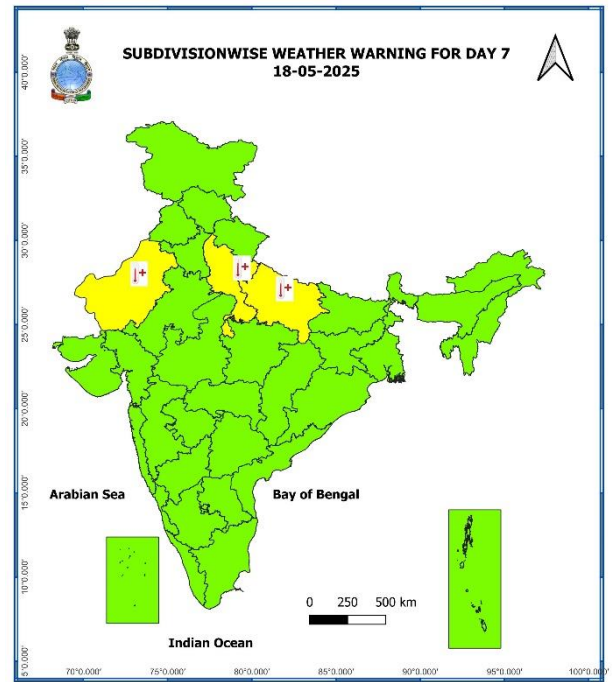 SUBDIVISIONWISE WEATHER WARNING FOR DAY 7
18-05-2025
40°0.000'
35°0.000'
30°0.000'
25°0.000'
20°0.000'
15°0.000'
10°0.000'
5°0.000'
Arabian Sea
Bay of Bengal
0 250 500 km
Indian Ocean
70°0.000' 75°0.000' 80°0.000' 85°0.000' 90°0.000' 95°0.000' 100°0.000'